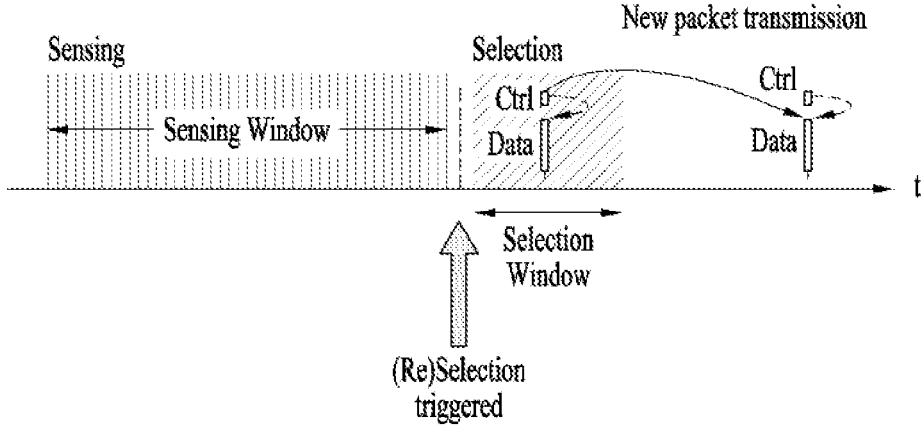 New packet transmission
Sensing
Selection
Ctrl
Ctrl
Sensing Window
Data
Data
t
Selection
Window
(Re)Selection
triggered